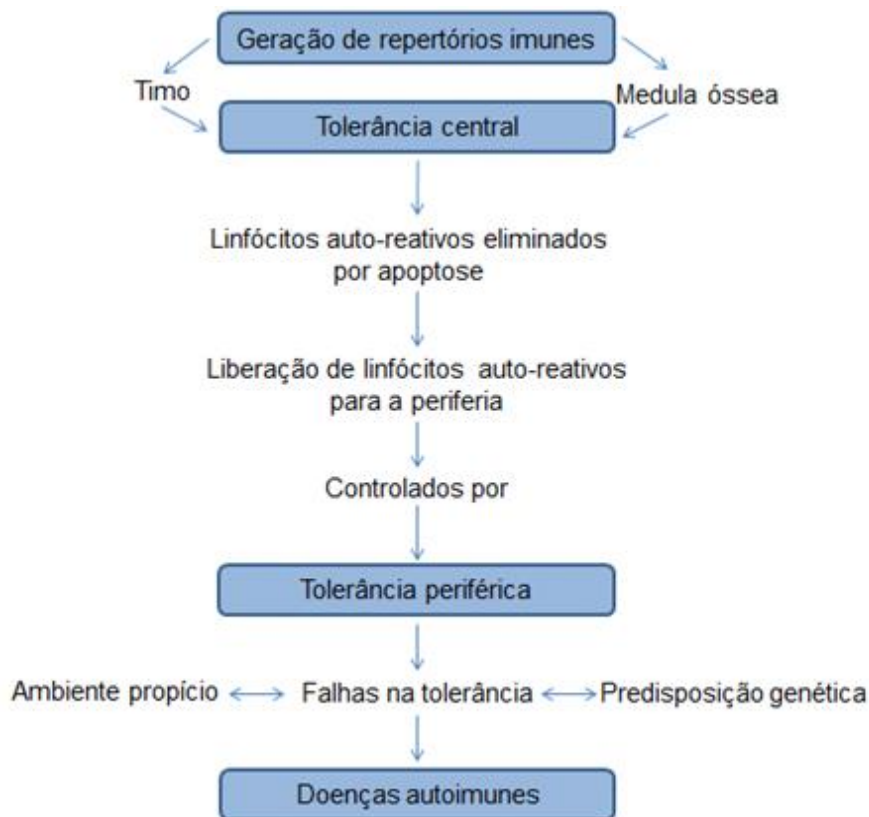 Geração de repertórios imunes
Timo
Medula óssea
Tolerância central
Linfócitos auto-reativos eliminados
por apoptose
Liberação de linfócitos auto-reativos
para a periferia
Controlados por
Tolerância periférica
Ambiente propício
Falhas na tolerância
Predisposição genética
Doenças autoimunes